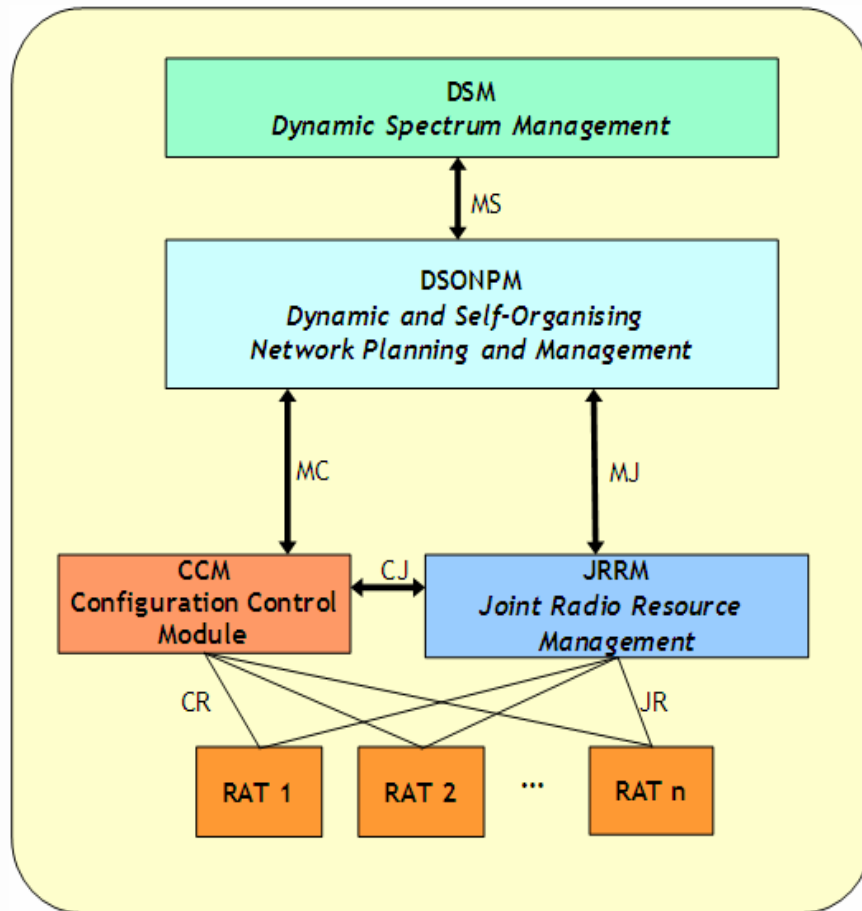 DSM
Dynamic Spectrum Management
MS
DSONPM
Dynamic and Self-Organising
Network Planning and Management
MC
MJ
CCM
Configuration Control
Module
CJ
JRRM
Joint Radio Resource
Management
CR
JR
RAT 1
RAT 2
...
RAT n